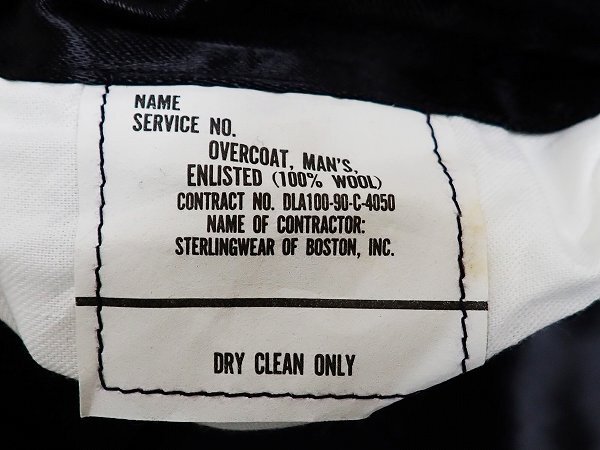 NAME
SERVICE NO.
OVERCOAT, MAN'S,
ENLISTED (100% WOOL)
CONTRACT NO. DLA100-90-C-4050
NAME OF CONTRACTOR:
STERLINGWEAR OF BOSTON, INC.
DRY CLEAN ONLY